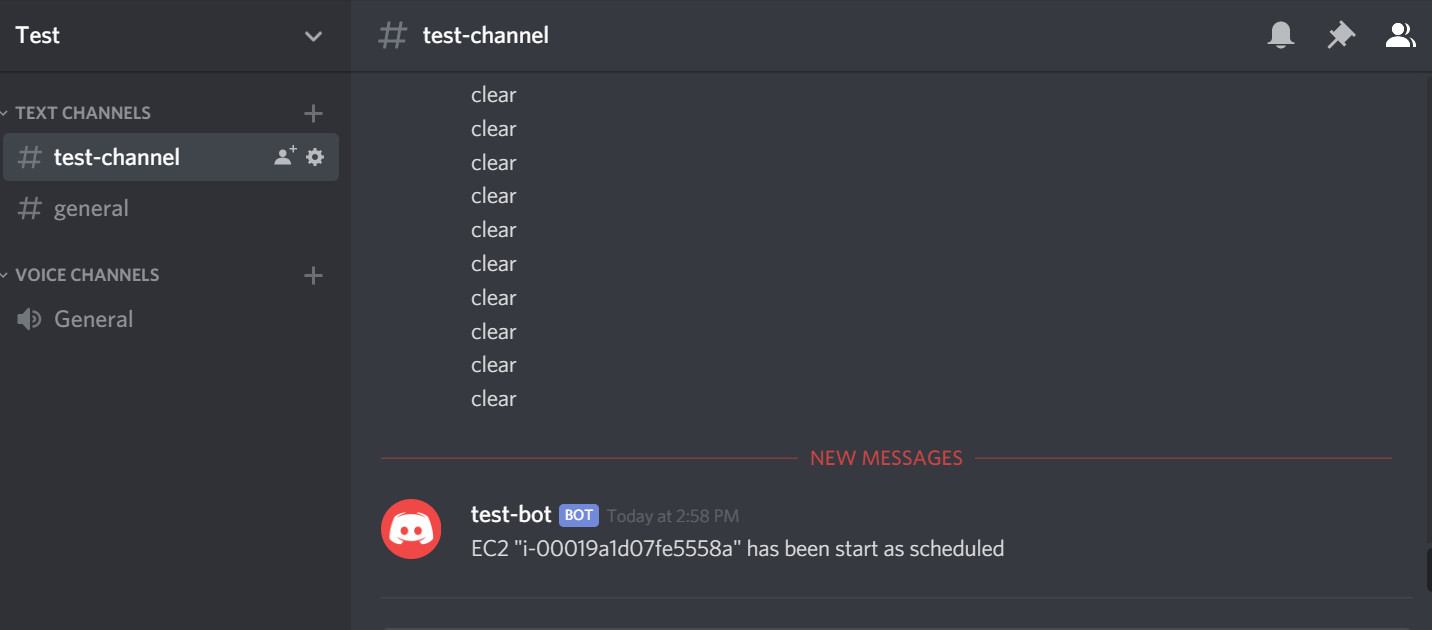 Test
TEXT CHANNELS
test-channel
general
VOICE CHANNELS
General
test-channel
clear
clear
clear
clear
clear
clear
clear
clear
clear
clear
NEW MESSAGES
test-bot BOT Today at 2:58 PM
EC2 "i-00019a1d07fe5558a" has been start as scheduled